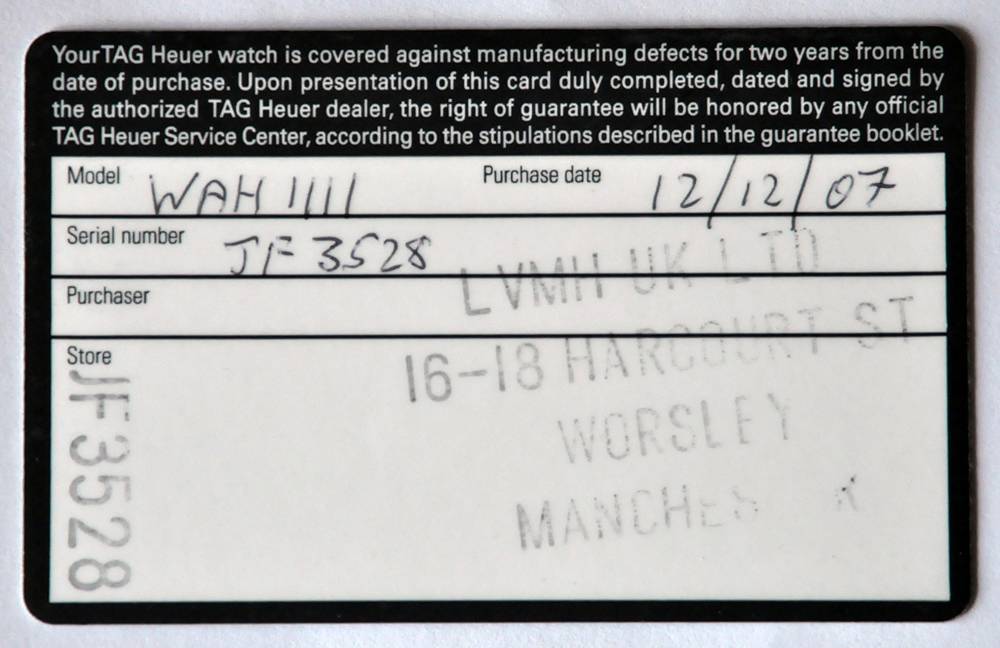 Your TAG Heuer watch is covered against manufacturing defects for two years from the
date of purchase. Upon presentation of this card duly completed, dated and signed by
the authorized TAG Heuer dealer, the right of guarantee will be honored by any official
TAG Heuer Service Center, according to the stipulations described in the guarantee booklet.
Model WAH 1111 Purchase date 12/12/07
Serial number JF 3528
Purchaser
Store
LVMH UK LTD
16-18 HARCOURT ST
WORSLEY
JF3528